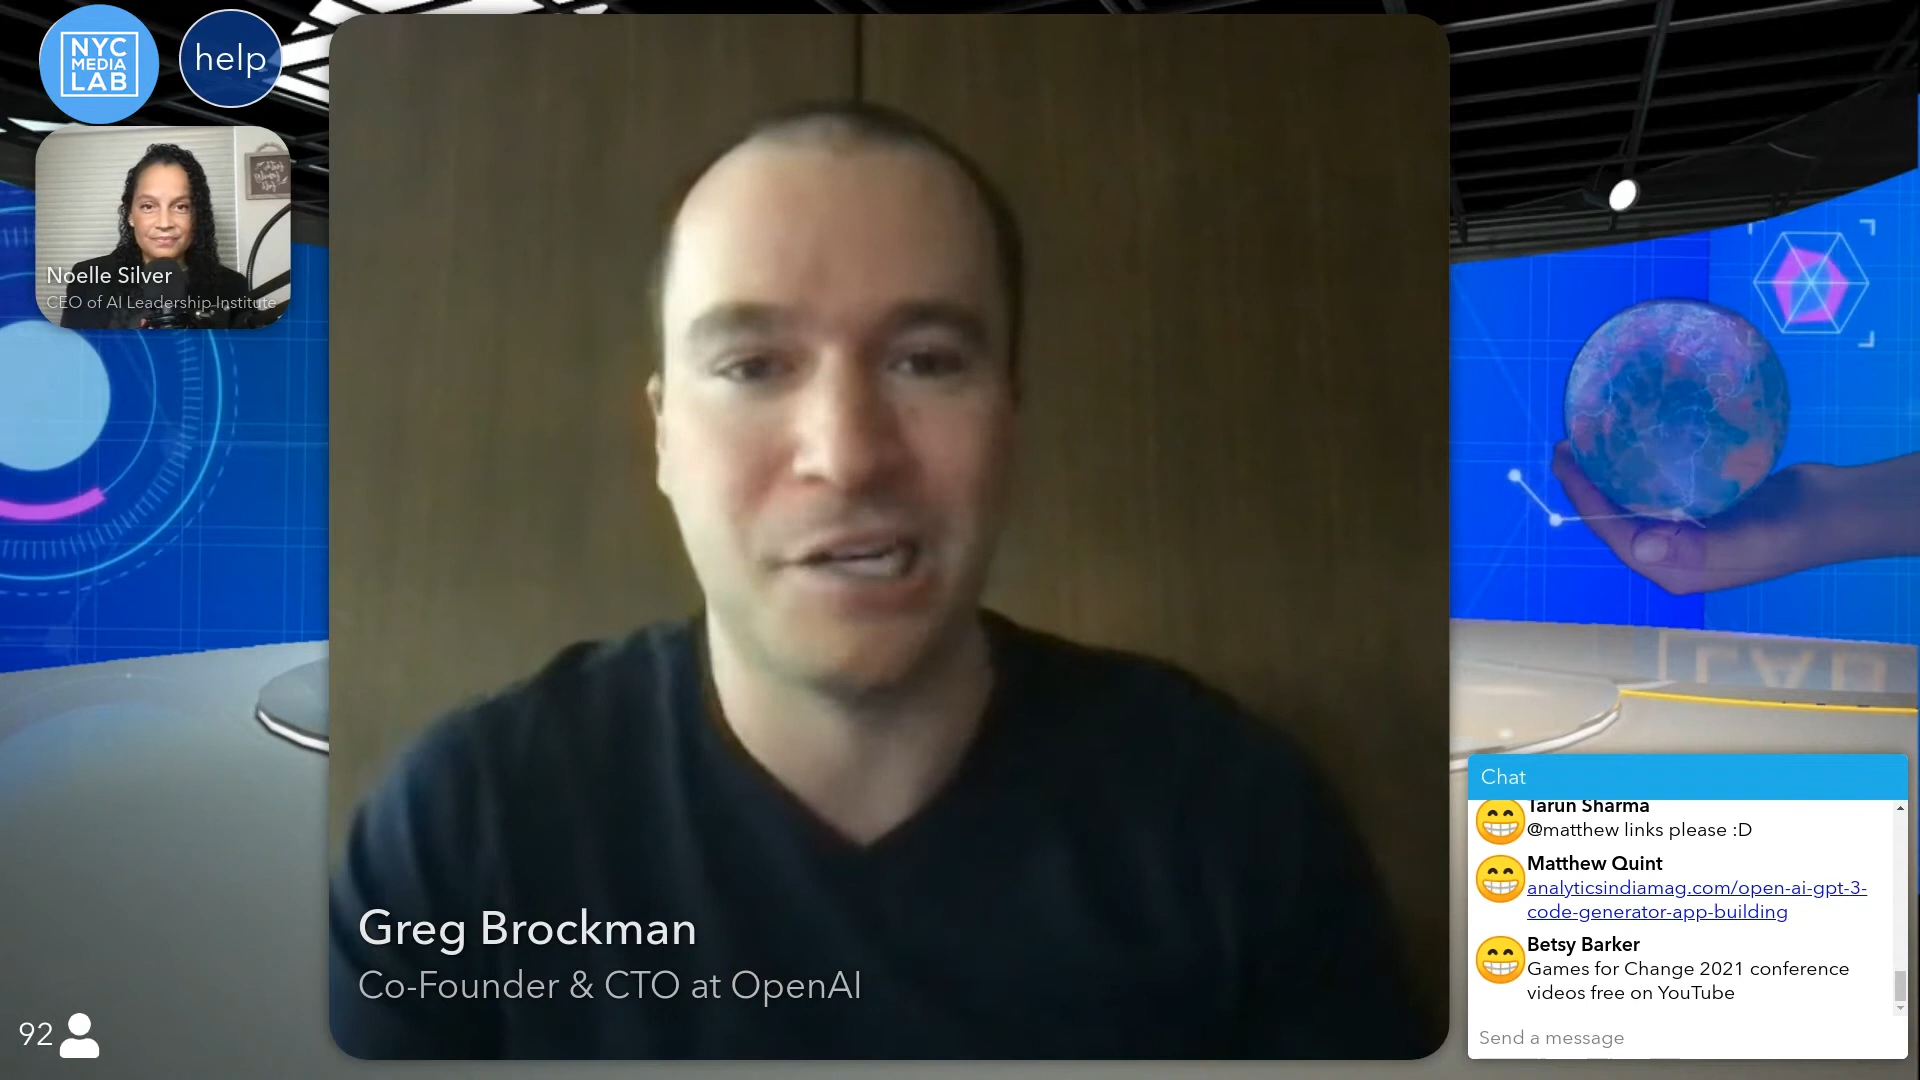 NYC
MEDIA
LAB
help
Noelle Silver
CEO of AI Leadership Institute
Greg Brockman
Co-Founder & CTO at OpenAI
92
LAB
Chat
Tarun Sharma
@matthew links please :D
Matthew Quint
analyticsindiamag.com/open-ai-gpt-3-
code-generator-app-building
Betsy Barker
Games for Change 2021 conference
videos free on YouTube
Send a message